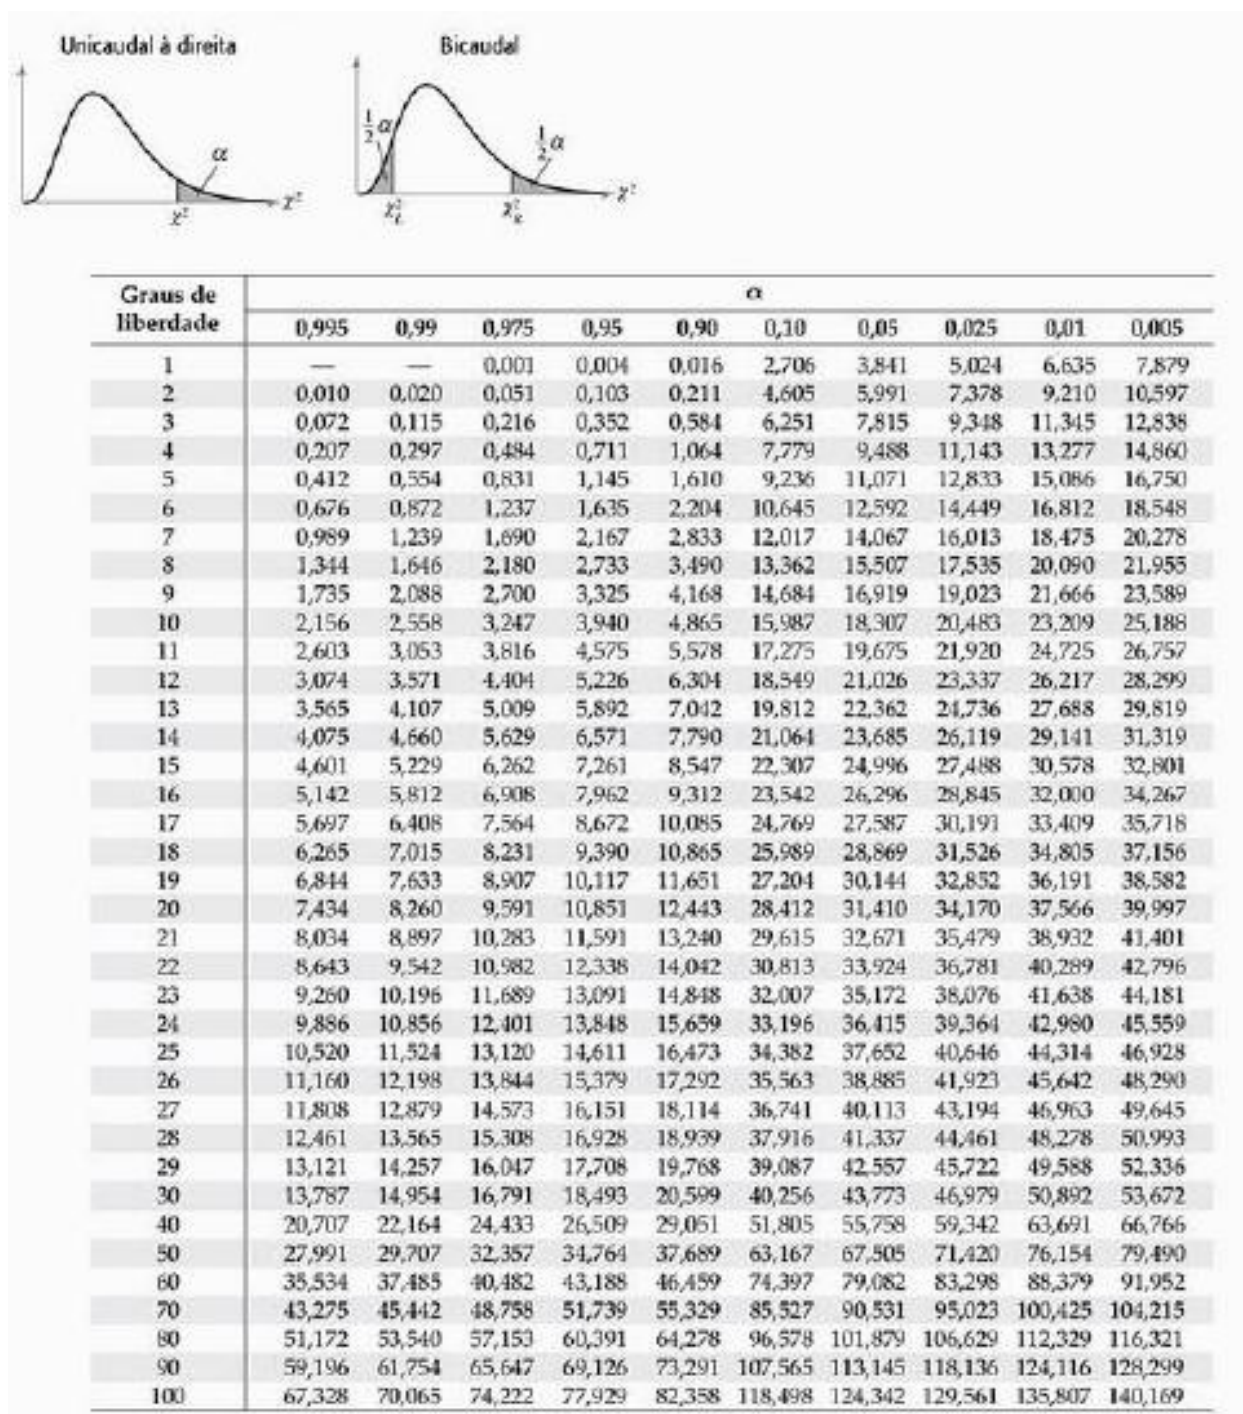 Unicaudal à direita Bicaudal
½α ½α
α
χ² χ² χ²
χ²L χ²R
Graus de liberdade α
0,995 0,99 0,975 0,95 0,90 0,10 0,05 0,025 0,01 0,005
1 — — 0,001 0,004 0,016 2,706 3,841 5,024 6,635 7,879
2 0,010 0,020 0,051 0,103 0,211 4,605 5,991 7,378 9,210 10,597
3 0,072 0,115 0,216 0,352 0,584 6,251 7,815 9,348 11,345 12,838
4 0,207 0,297 0,484 0,711 1,064 7,779 9,488 11,143 13,277 14,860
5 0,412 0,554 0,831 1,145 1,610 9,236 11,071 12,833 15,086 16,750
6 0,676 0,872 1,237 1,635 2,204 10,645 12,592 14,449 16,812 18,548
7 0,989 1,239 1,690 2,167 2,833 12,017 14,067 16,013 18,475 20,278
8 1,344 1,646 2,180 2,733 3,490 13,362 15,507 17,535 20,090 21,955
9 1,735 2,088 2,700 3,325 4,168 14,684 16,919 19,023 21,666 23,589
10 2,156 2,558 3,247 3,940 4,865 15,987 18,307 20,483 23,209 25,188
11 2,603 3,053 3,816 4,575 5,578 17,275 19,675 21,920 24,725 26,757
12 3,074 3,571 4,404 5,226 6,304 18,549 21,026 23,337 26,217 28,299
13 3,565 4,107 5,009 5,892 7,042 19,812 22,362 24,736 27,688 29,819
14 4,075 4,660 5,629 6,571 7,790 21,064 23,685 26,119 29,141 31,319
15 4,601 5,229 6,262 7,261 8,547 22,307 24,996 27,488 30,578 32,801
16 5,142 5,812 6,908 7,962 9,312 23,542 26,296 28,845 32,000 34,267
17 5,697 6,408 7,564 8,672 10,085 24,769 27,587 30,191 33,409 35,718
18 6,265 7,015 8,231 9,390 10,865 25,989 28,869 31,526 34,805 37,156
19 6,844 7,633 8,907 10,117 11,651 27,204 30,144 32,852 36,191 38,582
20 7,434 8,260 9,591 10,851 12,443 28,412 31,410 34,170 37,566 39,997
21 8,034 8,897 10,283 11,591 13,240 29,615 32,671 35,479 38,932 41,401
22 8,643 9,542 10,982 12,338 14,042 30,813 33,924 36,781 40,289 42,796
23 9,260 10,196 11,689 13,091 14,848 32,007 35,172 38,076 41,638 44,181
24 9,886 10,856 12,401 13,848 15,659 33,196 36,415 39,364 42,980 45,559
25 10,520 11,524 13,120 14,611 16,473 34,382 37,652 40,646 44,314 46,928
26 11,160 12,198 13,844 15,379 17,292 35,563 38,885 41,923 45,642 48,290
27 11,808 12,879 14,573 16,151 18,114 36,741 40,113 43,194 46,963 49,645
28 12,461 13,565 15,308 16,928 18,939 37,916 41,337 44,461 48,278 50,993
29 13,121 14,257 16,047 17,708 19,768 39,087 42,557 45,722 49,588 52,336
30 13,787 14,954 16,791 18,493 20,599 40,256 43,773 46,979 50,892 53,672
40 20,707 22,164 24,433 26,509 29,051 51,805 55,758 59,342 63,691 66,766
50 27,991 29,707 32,357 34,764 37,689 63,167 67,505 71,420 76,154 79,490
60 35,534 37,485 40,482 43,188 46,459 74,397 79,082 83,298 88,379 91,952
70 43,275 45,442 48,758 51,739 55,329 85,527 90,531 95,023 100,425 104,215
80 51,172 53,540 57,153 60,391 64,278 96,578 101,879 106,629 112,329 116,321
90 59,196 61,754 65,647 69,126 73,291 107,565 113,145 118,136 124,116 128,299
100 67,328 70,065 74,222 77,929 82,358 118,498 124,342 129,561 135,807 140,169